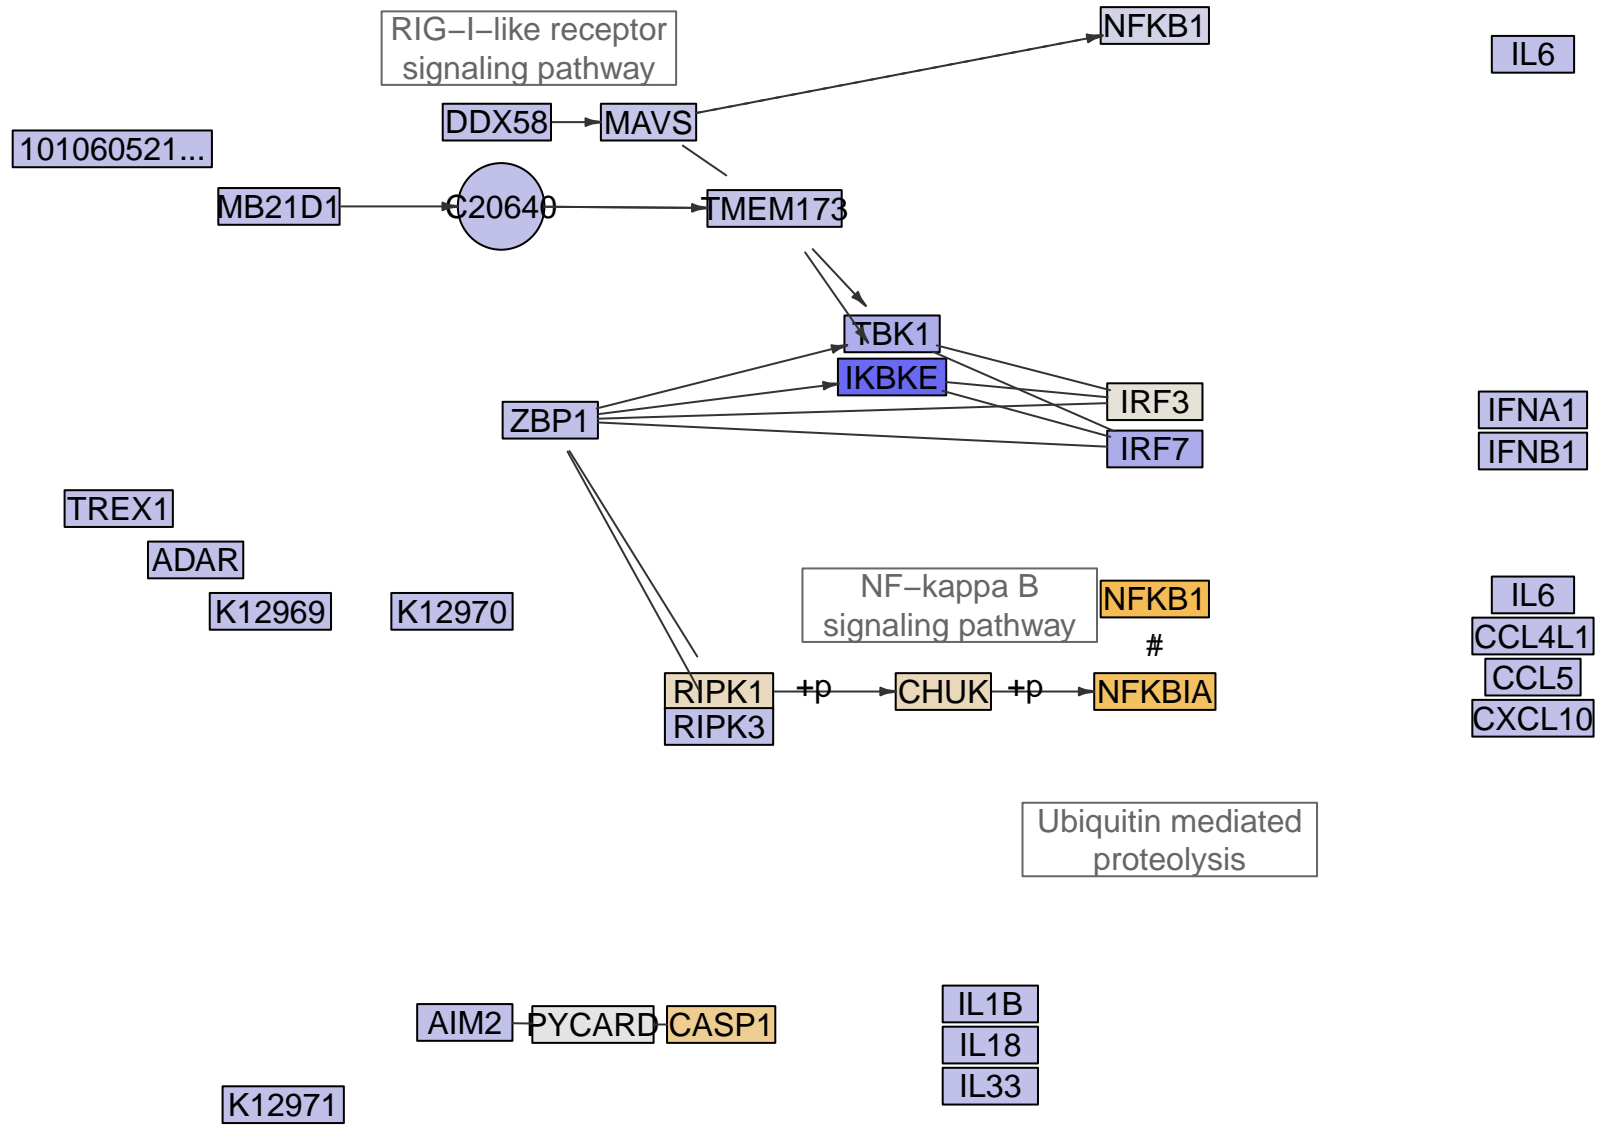 RIG−I−like receptor
signaling pathway
NFKB1
IL6
DDX58
MAVS
101060521...
MB21D1
C20640
TMEM173
TBK1
IKBKE
IRF3
ZBP1
IFNA1
IRF7
IFNB1
TREX1
ADAR
K12969
K12970
NF−kappa B
signaling pathway
NFKB1
IL6
#
CCL4L1
RIPK1
+p
CHUK
+p
NFKBIA
CCL5
RIPK3
CXCL10
Ubiquitin mediated
proteolysis
AIM2
PYCARD
CASP1
IL1B
IL18
IL33
K12971